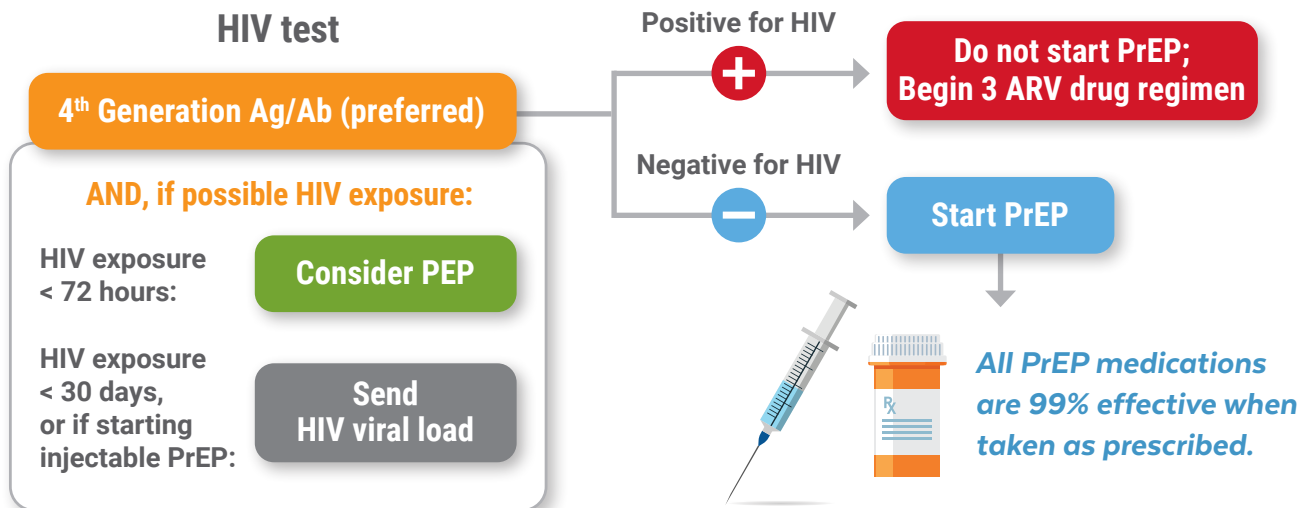 HIV test
4th Generation Ag/Ab (preferred)
AND, if possible HIV exposure:
HIV exposure
< 72 hours:
Consider PEP
HIV exposure
< 30 days,
or if starting
injectable PrEP:
Send
HIV viral load
Positive for HIV
Do not start PrEP;
Begin 3 ARV drug regimen
Negative for HIV
Start PrEP
Rx
All PrEP medications
are 99% effective when
taken as prescribed.